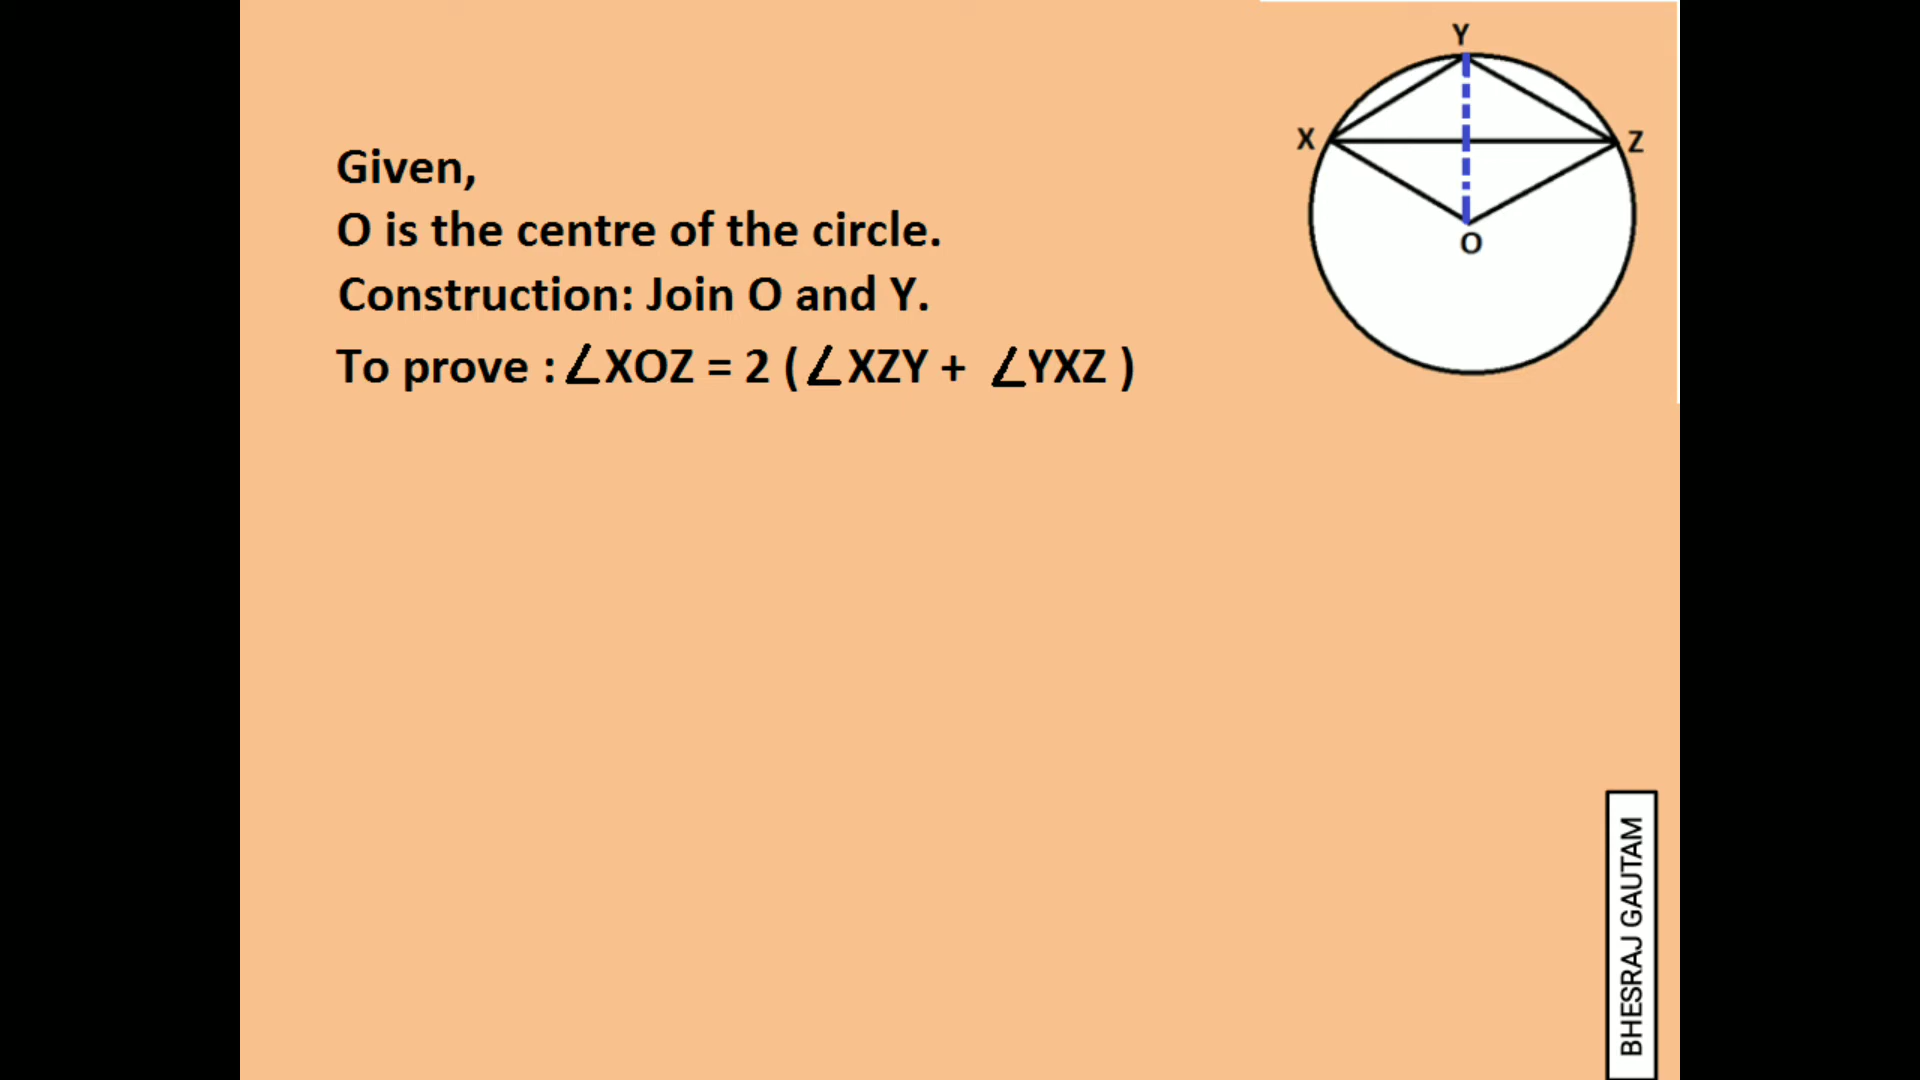 Y
X
Z
O
Given,
O is the centre of the circle.
Construction: Join O and Y.
To prove : ∠XOZ = 2 ( ∠XZY + ∠YXZ )
BHESRAJ GAUTAM